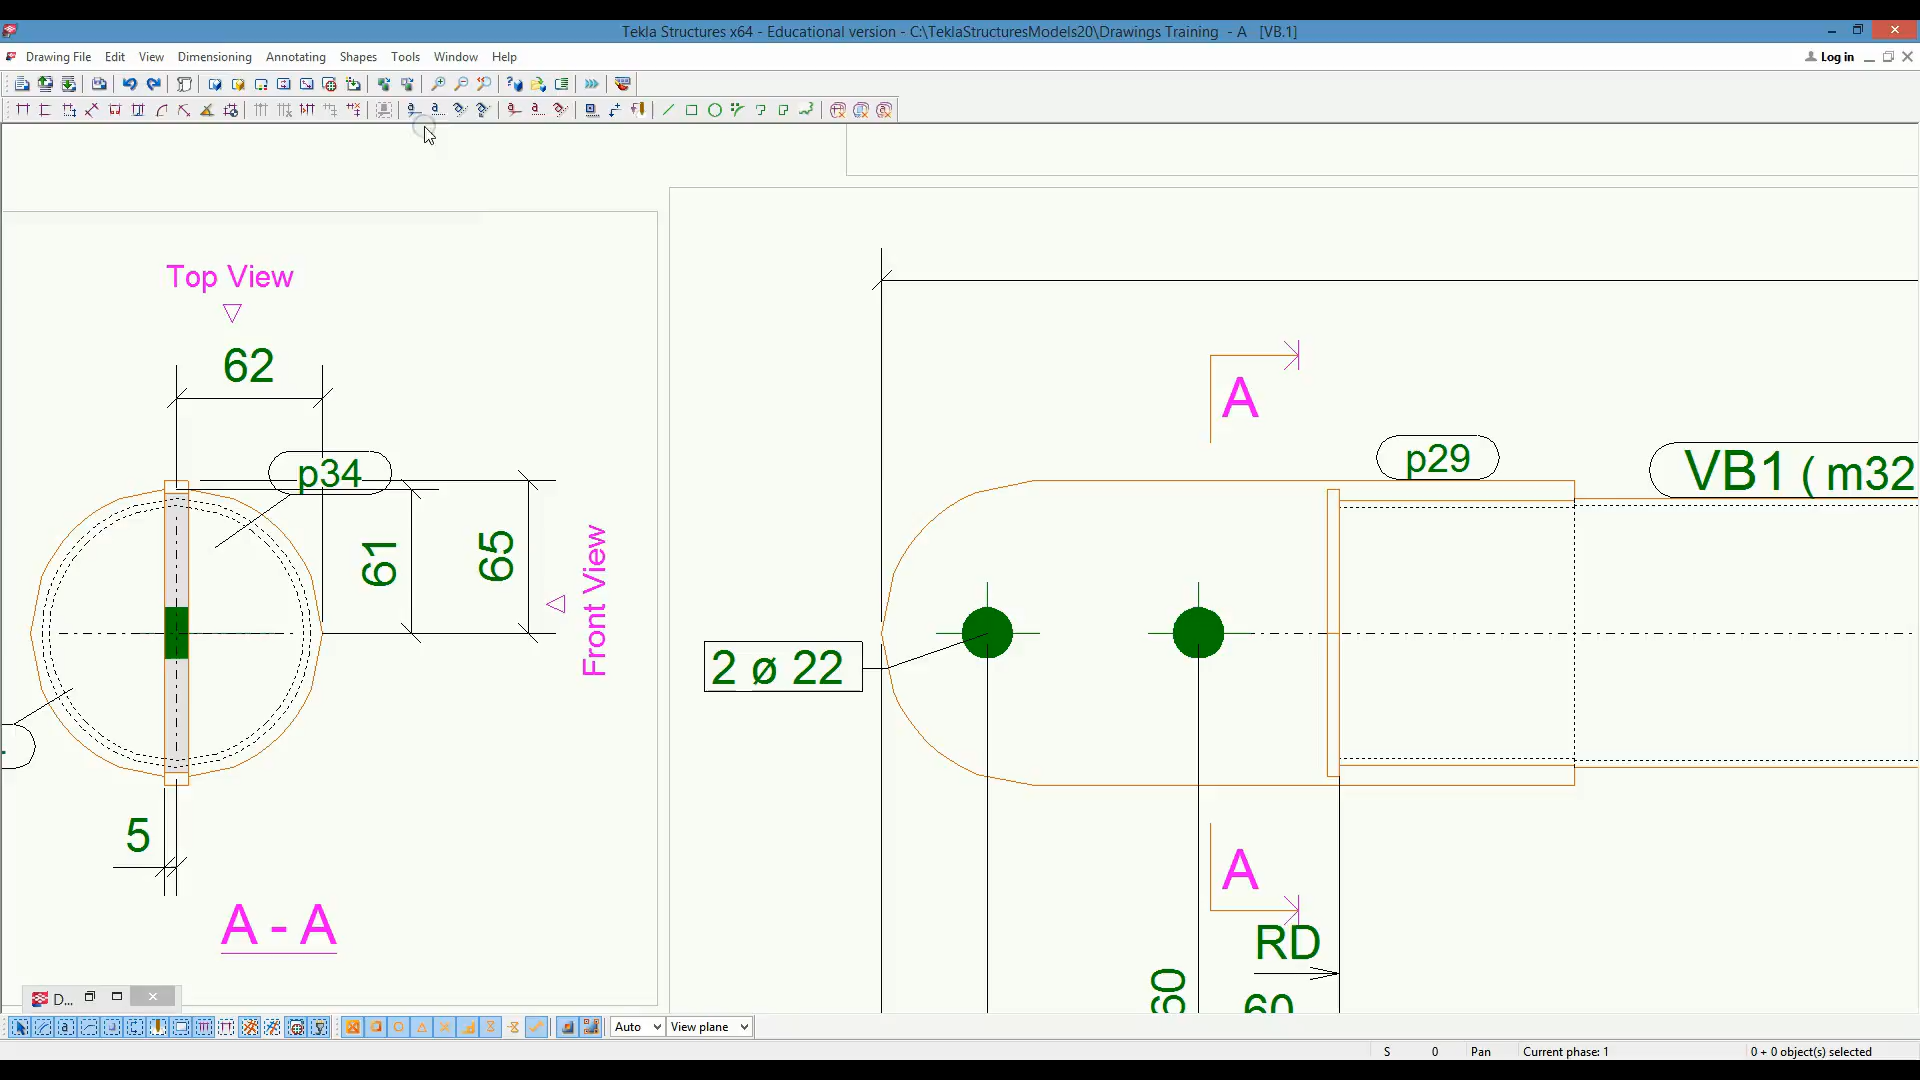 Tekla Structures x64 - Educational version - C:\TeklaStructuresModels20\Drawings Training - A [VB.1]
Drawing File Edit View Dimensioning Annotating Shapes Tools Window Help
Log in
Top View
62
p34
61
65
Front View
5
A - A
A
p29
VB1 ( m32
2 ø 22
A
RD
60
60
D...
Auto
View plane
S 0 Pan Current phase: 1 0 + 0 object(s) selected